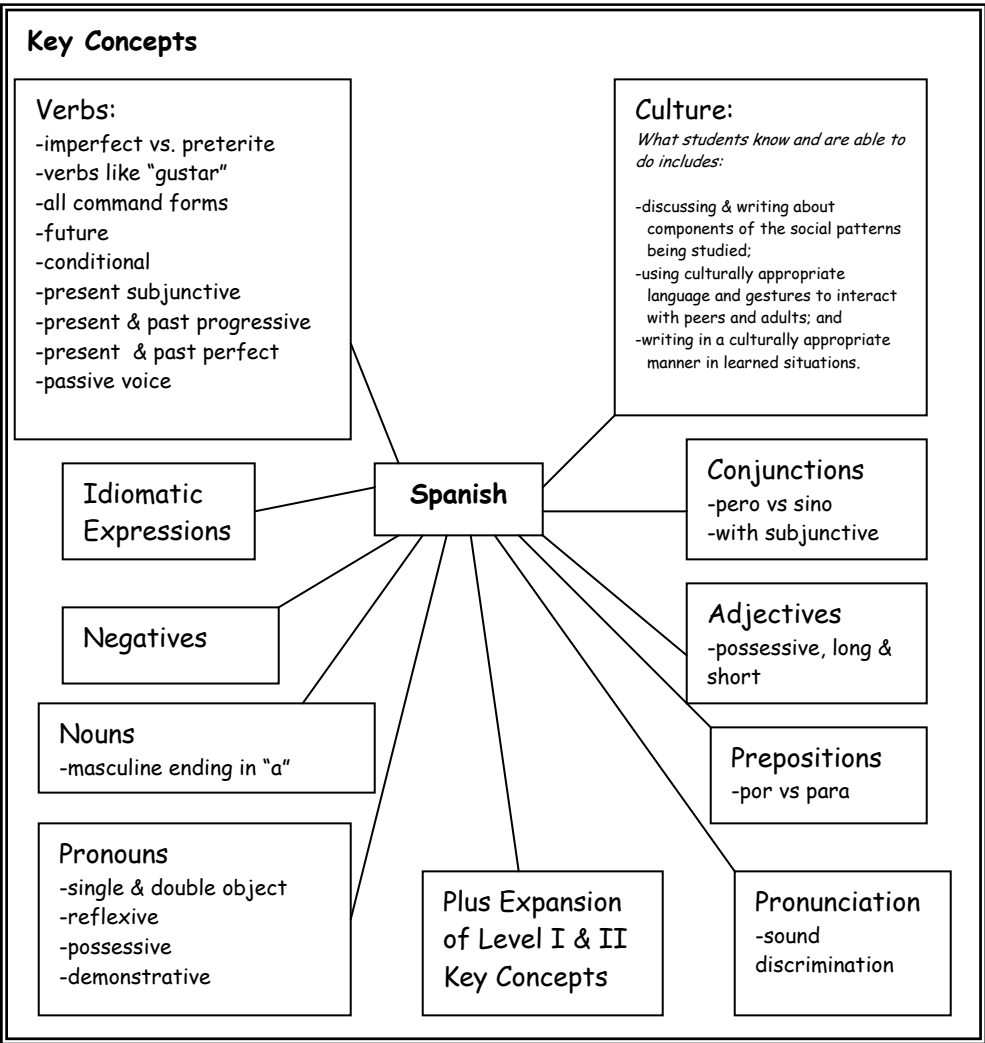 Key Concepts
Verbs:
-imperfect vs. preterite
-verbs like “gustar”
-all command forms
-future
-conditional
-present subjunctive
-present & past progressive
-present & past perfect
-passive voice
Culture:
What students know and are able to
do includes:
-discussing & writing about
components of the social patterns
being studied;
-using culturally appropriate
language and gestures to interact
with peers and adults; and
-writing in a culturally appropriate
manner in learned situations.
Idiomatic
Expressions
Spanish
Conjunctions
-pero vs sino
-with subjunctive
Negatives
Adjectives
-possessive, long &
short
Nouns
-masculine ending in “a”
Prepositions
-por vs para
Pronouns
-single & double object
-reflexive
-possessive
-demonstrative
Plus Expansion
of Level I & II
Key Concepts
Pronunciation
-sound
discrimination